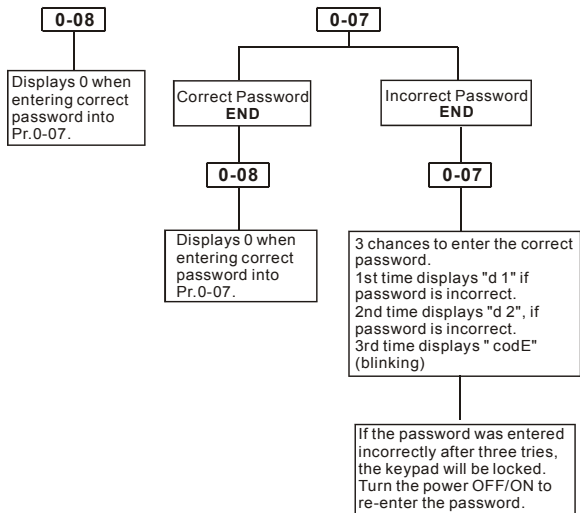 0-08
Displays 0 when
entering correct
password into
Pr.0-07.
0-07
Correct Password
END
0-08
Displays 0 when
entering correct
password into
Pr.0-07.
Incorrect Password
END
0-07
3 chances to enter the correct
password.
1st time displays "d 1" if
password is incorrect.
2nd time displays "d 2", if
password is incorrect.
3rd time displays " codE"
(blinking)
If the password was entered
incorrectly after three tries,
the keypad will be locked.
Turn the power OFF/ON to
re-enter the password.